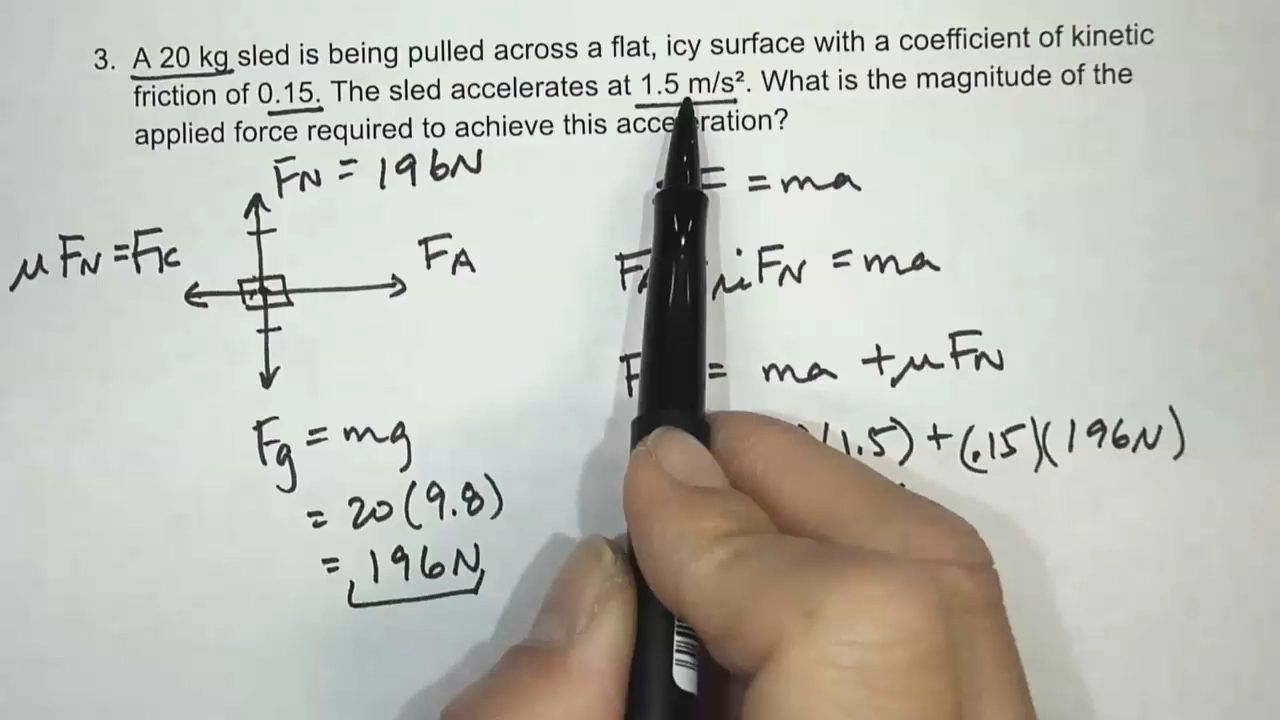 3. A 20 kg sled is being pulled across a flat, icy surface with a coefficient of kinetic
friction of 0.15. The sled accelerates at 1.5 m/s². What is the magnitude of the
applied force required to achieve this acceleration?
FN = 196N
μFN = FK
FA
Fg = mg
= 20(9.8)
= 196N
= ma
μFN = ma
= ma + μFN
(1.5) + (.15)(196N)